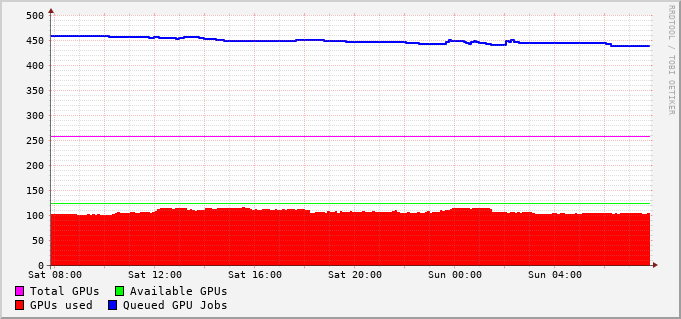 500
450
400
350
300
250
200
150
100
50
0
Sat 08:00 Sat 12:00 Sat 16:00 Sat 20:00 Sun 00:00 Sun 04:00
Total GPUs Available GPUs
GPUs used Queued GPU Jobs
RRDTOOL / TOBI OETIKER